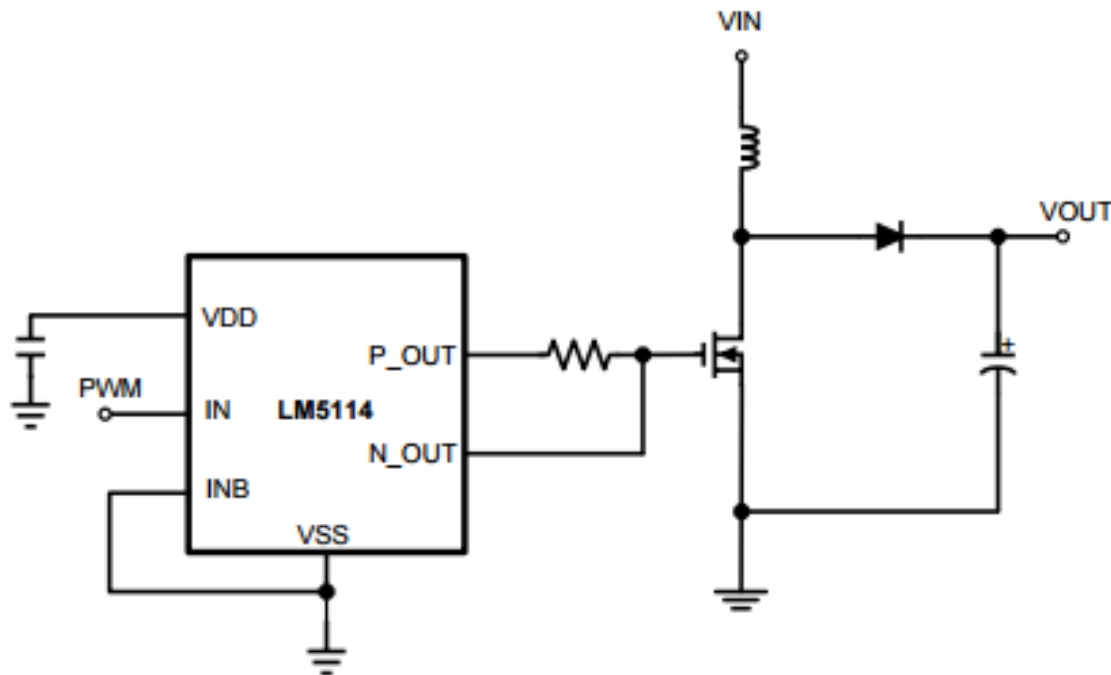 VIN
VOUT
VDD
P_OUT
PWM
IN
LM5114
N_OUT
INB
VSS
+